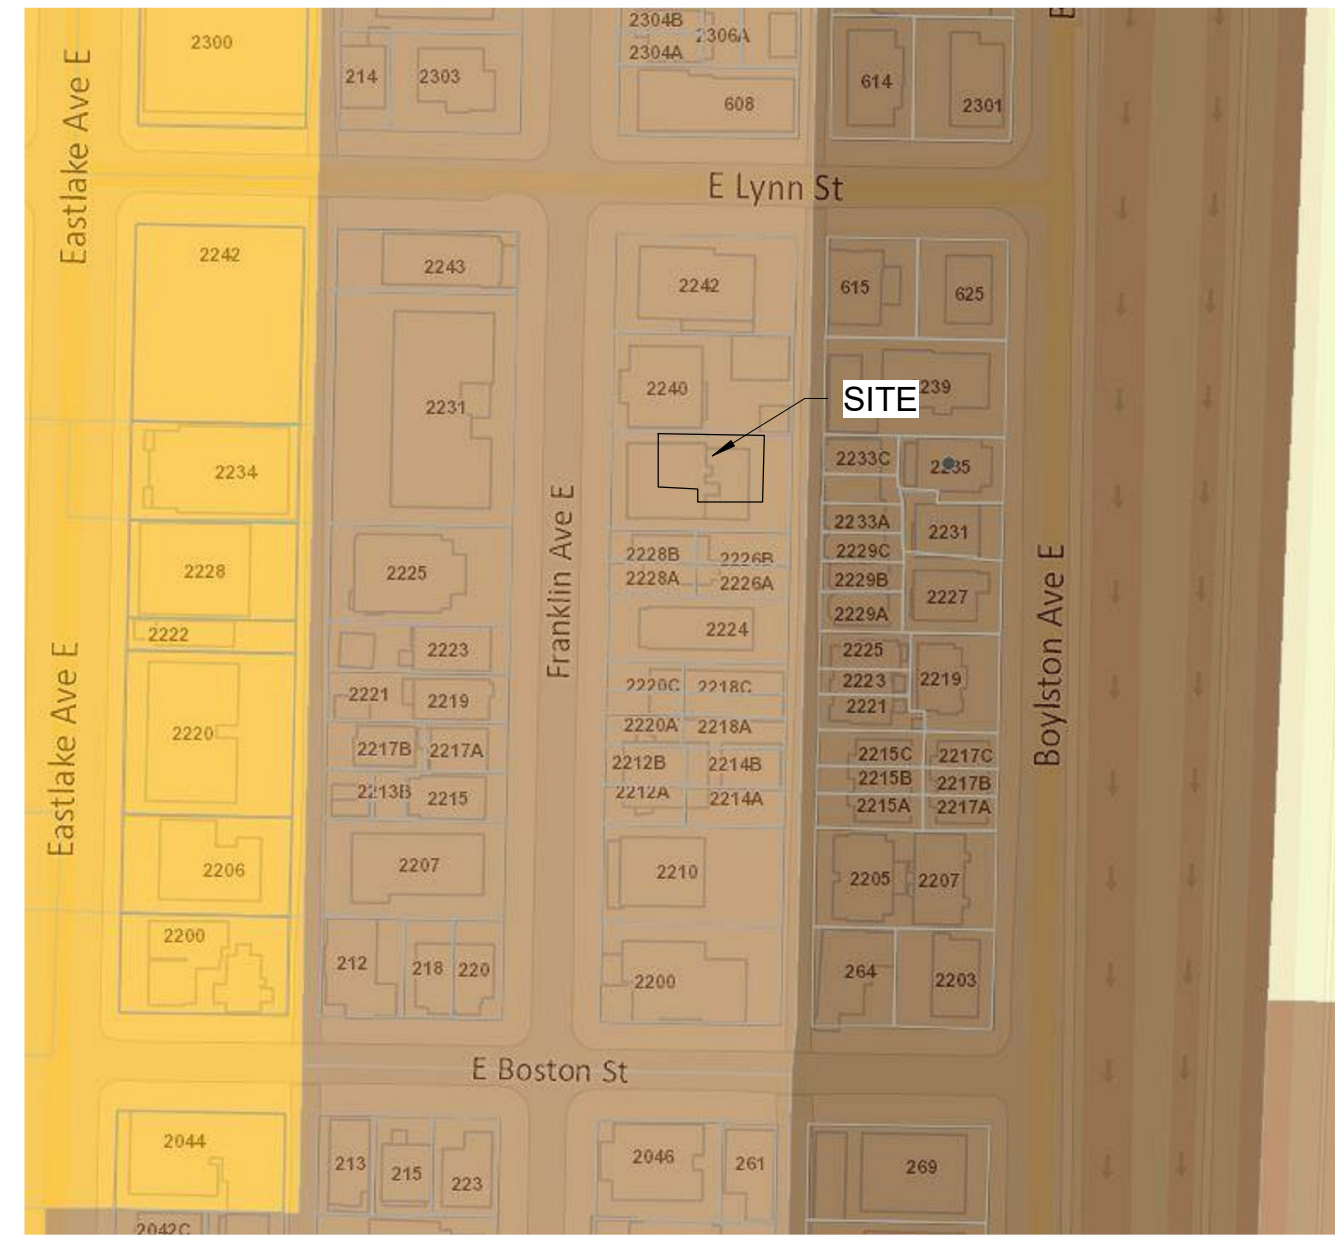 2300
214
2303
2304B
2306A
2304A
608
614
2301
E
Eastlake Ave E
E Lynn St
2242
2243
2242
615
625
2231
2240
239
SITE
2234
2233C
2235
2233A
2231
2228
2225
2228B
2226B
2229C
2228A
2226A
2229B
2227
2229A
Franklin Ave E
Boylston Ave E
2222
2223
2224
2225
2220C
2218C
2223
2219
2221
2219
2221
Eastlake Ave E
2220
2217B
2217A
2220A
2218A
2212B
2214B
2215C
2217C
2215B
2217B
2213B
2215
2212A
2214A
2215A
2217A
2206
2207
2210
2205
2207
2200
212
218
220
2200
264
2203
E Boston St
2044
213
215
223
2046
261
269
2042C